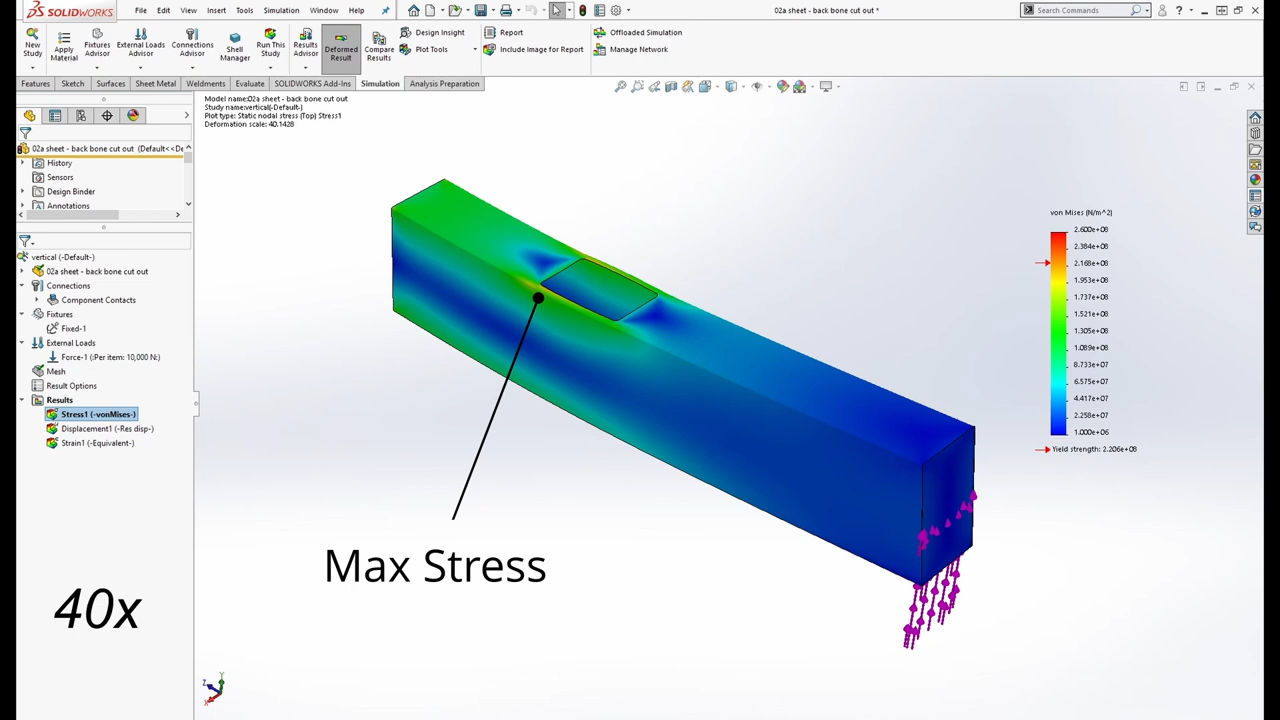 SOLIDWORKS
File Edit View Insert Tools Simulation Window Help
02a sheet - back bone cut out *
Search Commands
New Study
Apply Material
Fixtures Advisor
External Loads Advisor
Connections Advisor
Shell Manager
Run This Study
Results Advisor
Deformed Result
Compare Results
Design Insight
Plot Tools
Report
Include Image for Report
Offloaded Simulation
Manage Network
Features Sketch Surfaces Sheet Metal Weldments Evaluate SOLIDWORKS Add-Ins Simulation Analysis Preparation
02a sheet - back bone cut out (Default<<De
History
Sensors
Design Binder
Annotations
vertical (-Default-)
02a sheet - back bone cut out
Connections
Component Contacts
Fixtures
Fixed-1
External Loads
Force-1 (:Per item: 10,000 N:)
Mesh
Result Options
Results
Stress1 (-vonMises-)
Displacement1 (-Res disp-)
Strain1 (-Equivalent-)
Model name:02a sheet - back bone cut out
Study name:vertical(-Default-)
Plot type: Static nodal stress (Top) Stress1
Deformation scale: 40.1428
von Mises (N/m^2)
2.600e+08
2.384e+08
2.168e+08
1.953e+08
1.737e+08
1.521e+08
1.305e+08
1.089e+08
8.733e+07
6.575e+07
4.417e+07
2.258e+07
1.000e+06
Yield strength: 2.206e+08
Max Stress
40x
Y
Z
X